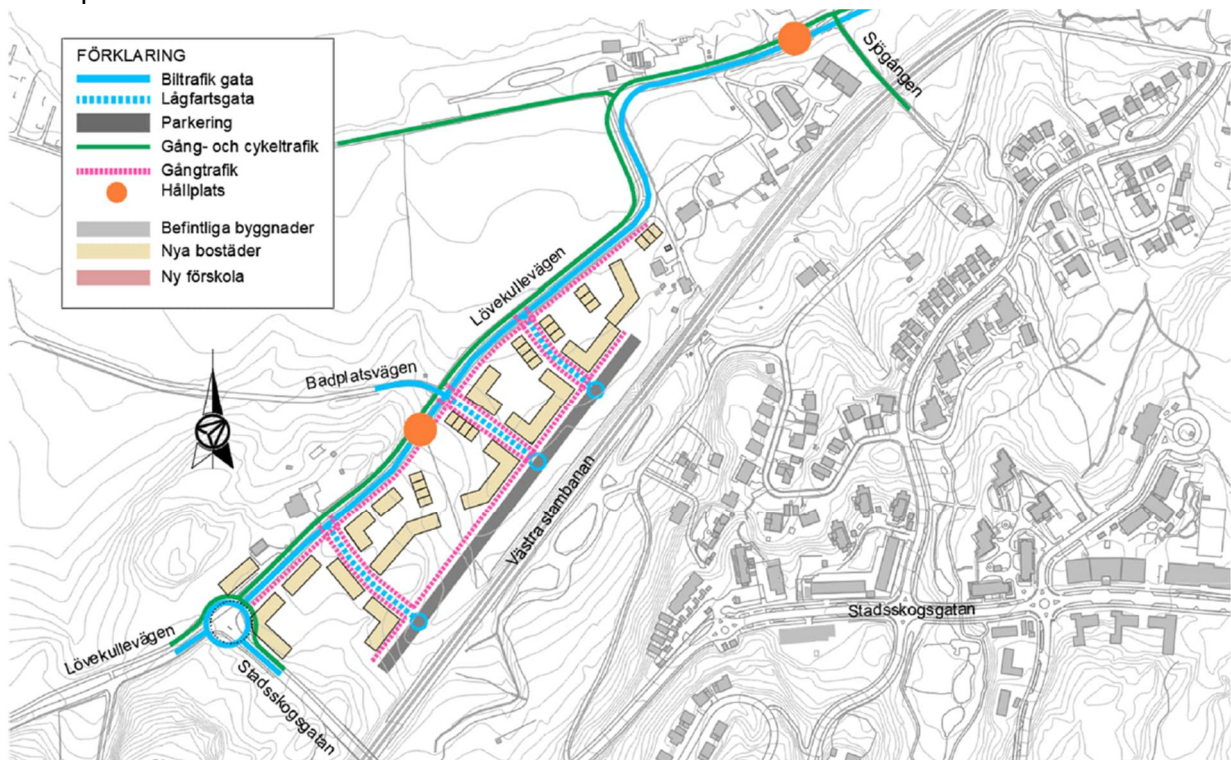 FÖRKLARING
Biltrafik gata
Lågfartsgata
Parkering
Gång- och cykeltrafik
Gångtrafik
Hållplats
Befintliga byggnader
Nya bostäder
Ny förskola
Sjögången
Lövekullevägen
Badplatsvägen
Västra stambanan
Stadsskogsgatan
Lövekullevägen
Stadsskogsgatan